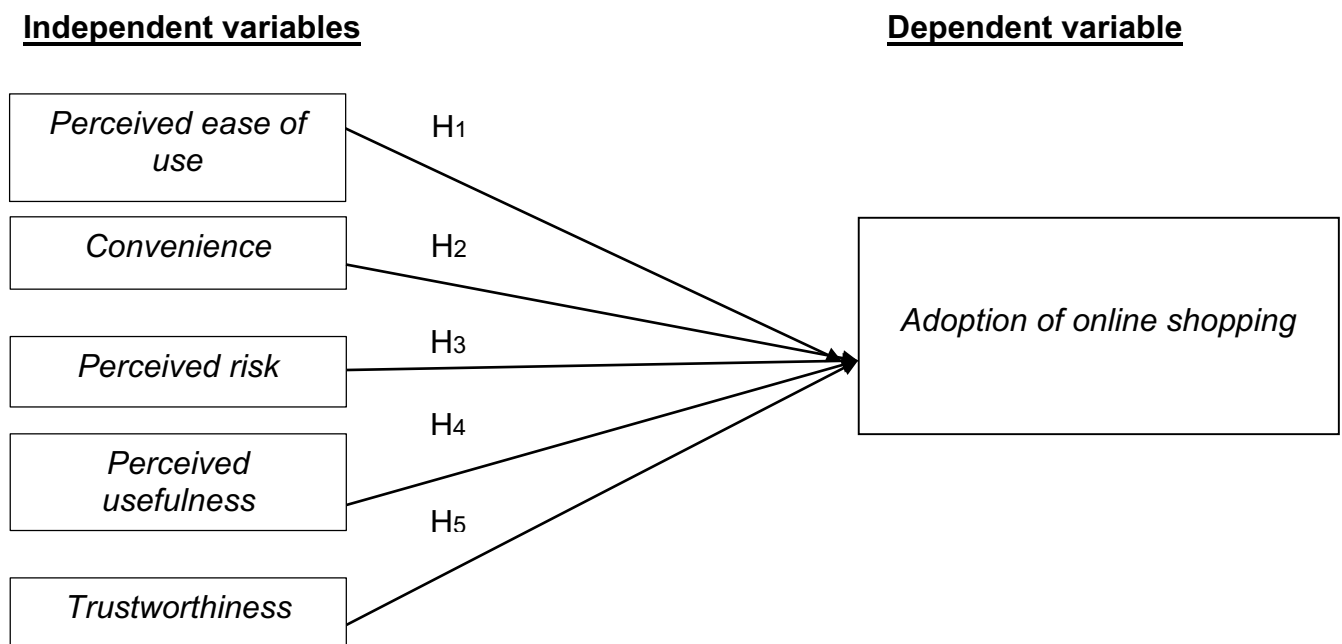 Independent variables
Dependent variable
Perceived ease of
use
H1
Convenience
H2
Adoption of online shopping
Perceived risk
H3
Perceived
usefulness
H4
Trustworthiness
H5